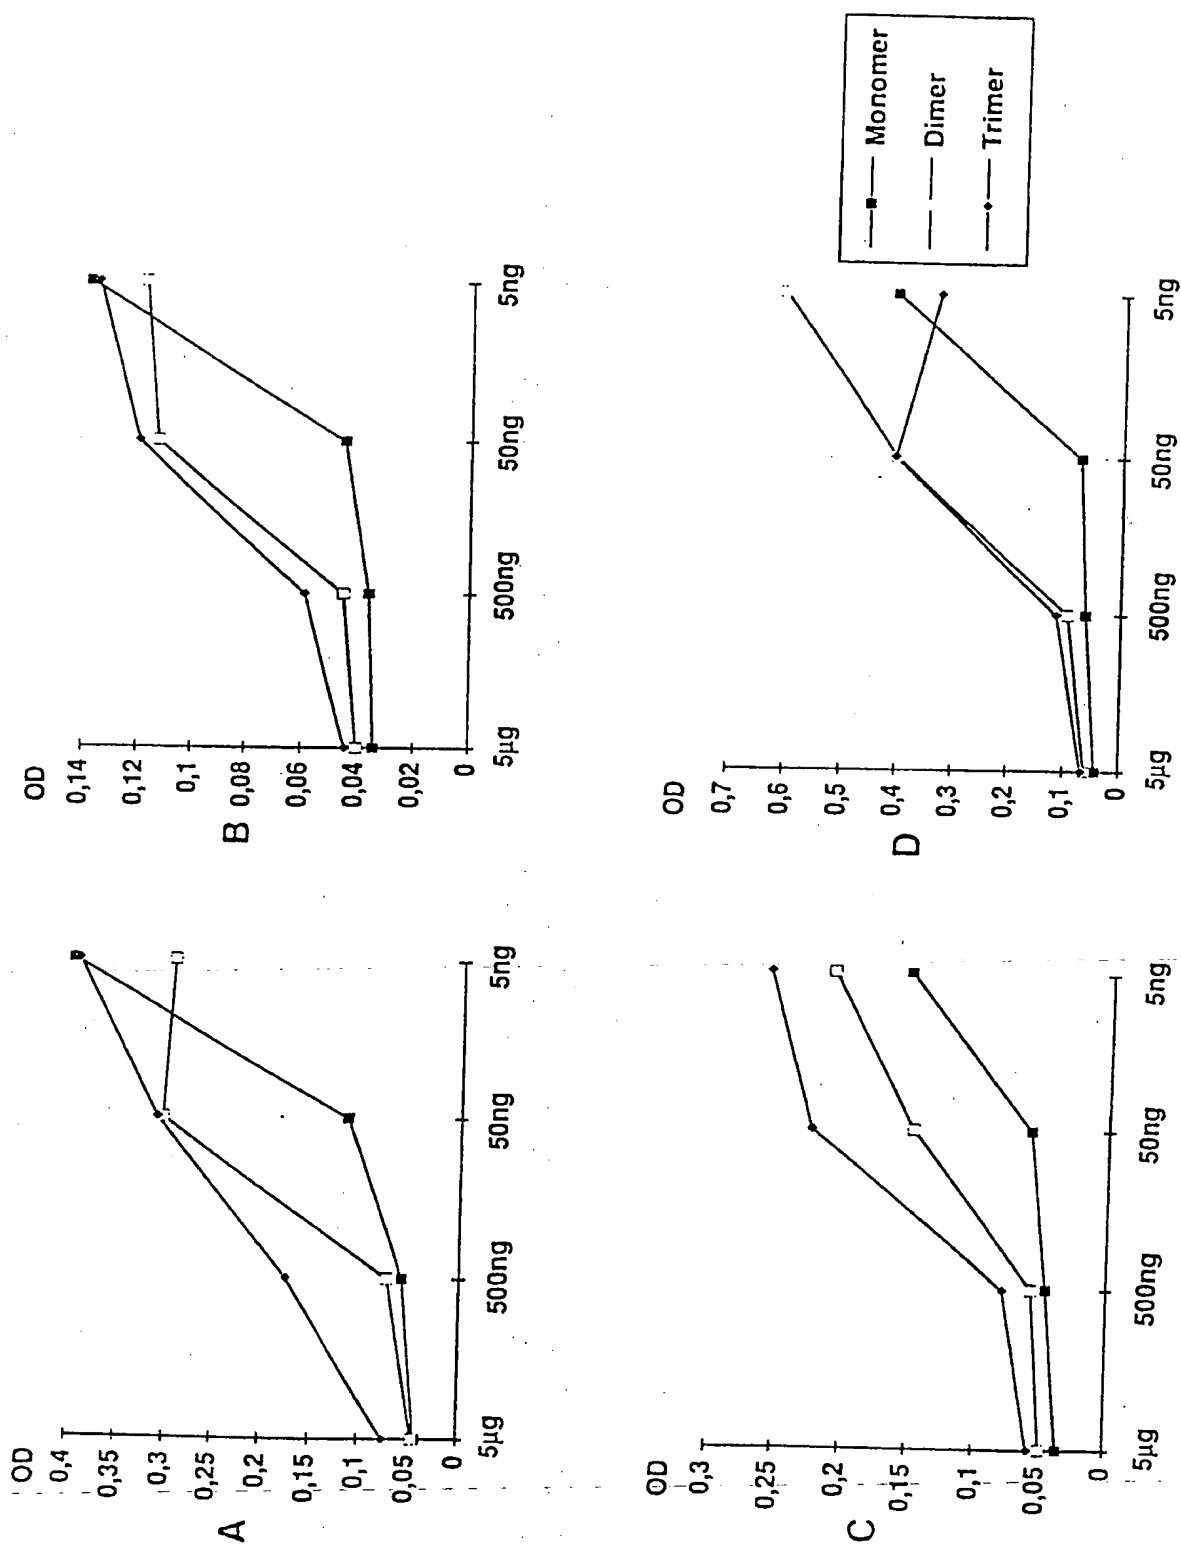 A
OD
0,4
0,35
0,3
0,25
0,2
0,15
0,1
0,05
0
5µg
500ng
50ng
5ng
B
OD
0,14
0,12
0,1
0,08
0,06
0,04
0,02
0
5µg
500ng
50ng
5ng
C
OD
0,3
0,25
0,2
0,15
0,1
0,05
0
5µg
500ng
50ng
5ng
D
OD
0,7
0,6
0,5
0,4
0,3
0,2
0,1
0
5µg
500ng
50ng
5ng
Monomer
Dimer
Trimer